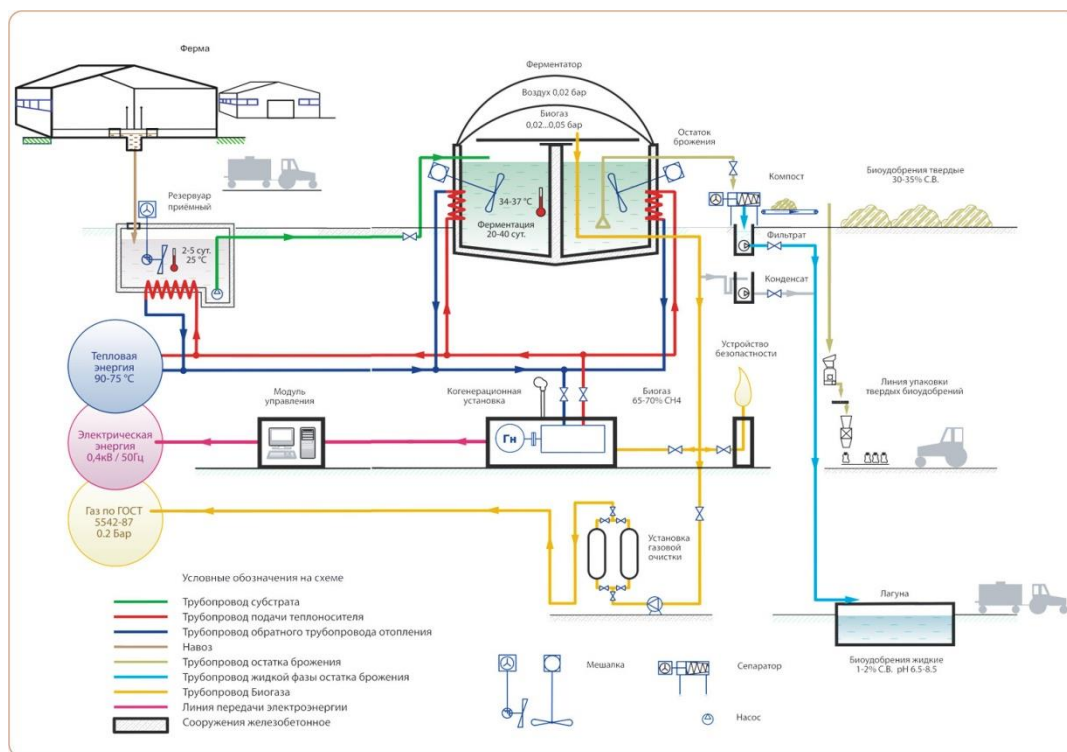 Ферма
Ферментатор
Воздух 0,02 бар
Биогаз
0,02...0,05 бар
Остаток
брожения
Компост
Биоудобрения твердые
30-35% С.В.
Резервуар
приёмный
34-37 °С
Ферментация
20-40 сут.
Фильтрат
2-5 сут.
25 °С
Конденсат
Тепловая
энергия
90-75 °С
Устройство
безопастности
Модуль
управления
Когенерационная
установка
Биогаз
65-70% СН4
Линия упаковки
твердых биоудобрений
Электрическая
энергия
0,4кВ / 50Гц
Гн
Газ по ГОСТ
5542-87
0.2 Бар
Установка
газовой
очистки
Условные обозначения на схеме
Трубопровод субстрата
Трубопровод подачи теплоносителя
Трубопровод обратного трубопровода отопления
Навоз
Трубопровод остатка брожения
Трубопровод жидкой фазы остатка брожения
Трубопровод Биогаза
Линия передачи электроэнергии
Сооружения железобетонное
Мешалка
Сепаратор
Насос
Лагуна
Биоудобрения жидкие
1-2% С.В. pH 6.5-8.5